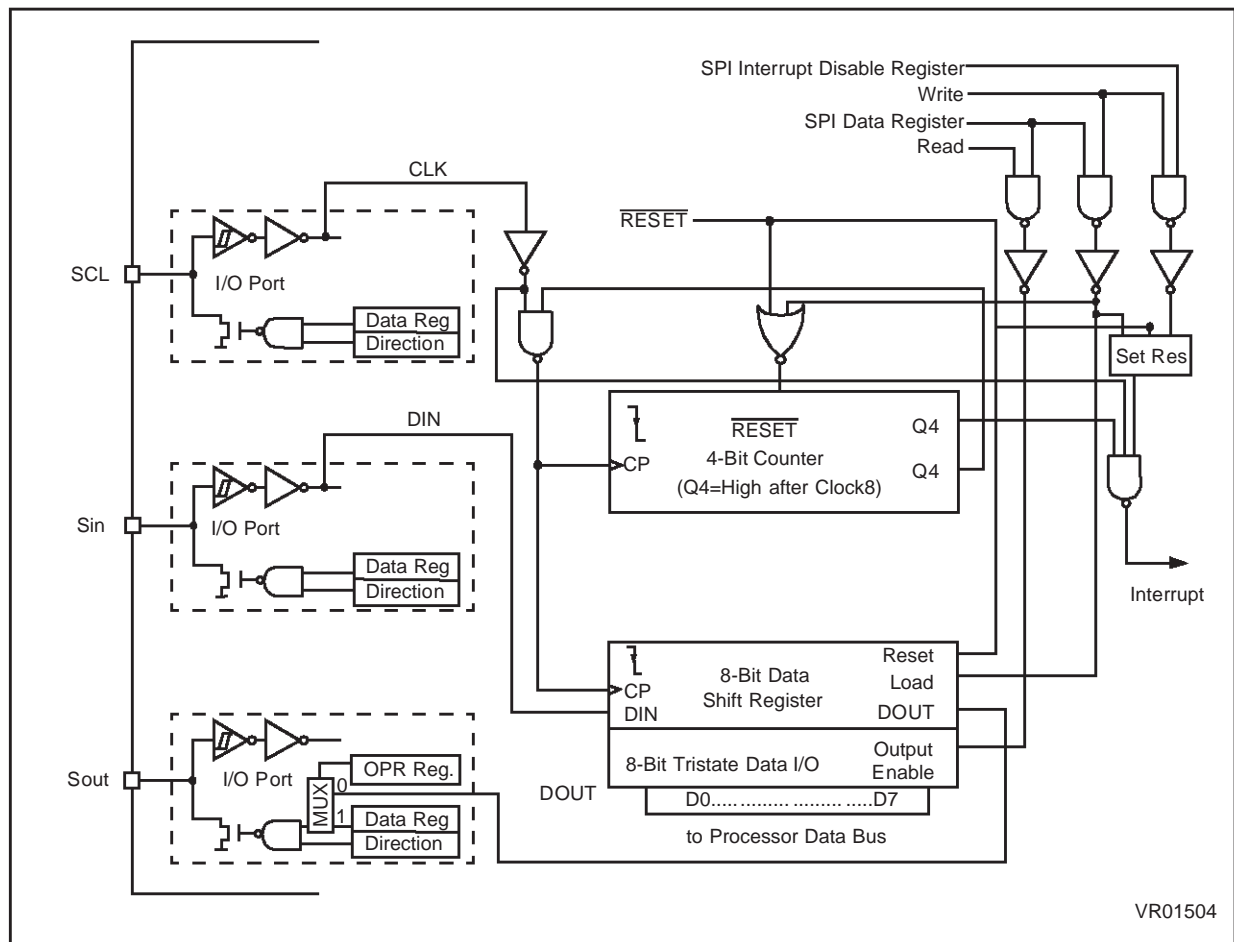 SPI Interrupt Disable Register
Write
SPI Data Register
Read
CLK
RESET
SCL
I/O Port
Data Reg
Direction
Set Res
DIN
RESET
Q4
CP
4-Bit Counter
Q4
(Q4=High after Clock8)
Sin
I/O Port
Data Reg
Direction
Interrupt
Reset
8-Bit Data
Load
CP
Shift Register
DIN
DOUT
Sout
I/O Port
OPR Reg.
MUX
0
1
Data Reg
Direction
8-Bit Tristate Data I/O
Output
Enable
DOUT
D0..... ......... ......... .....D7
to Processor Data Bus
VR01504